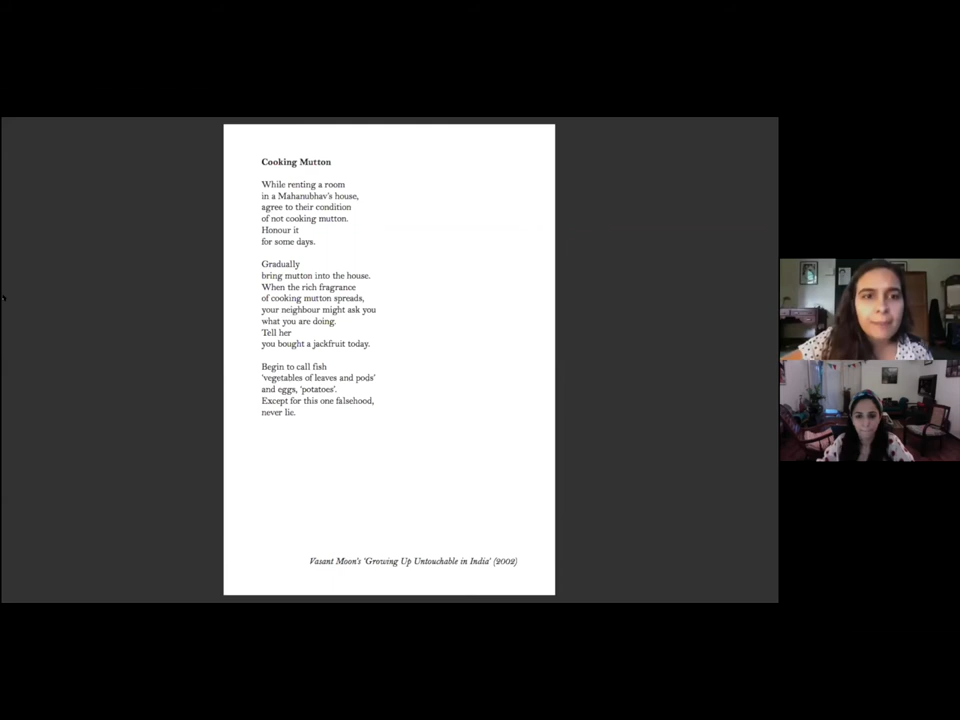 Cooking Mutton
While renting a room
in a Mahanubhav's house,
agree to their condition
of not cooking mutton.
Honour it
for some days.
Gradually
bring mutton into the house.
When the rich fragrance
of cooking mutton spreads,
your neighbour might ask you
what you are doing.
Tell her
you bought a jackfruit today.
Begin to call fish
'vegetables of leaves and pods'
and eggs, 'potatoes'.
Except for this one falsehood,
never lie.
Vasant Moon's 'Growing Up Untouchable in India' (2002)